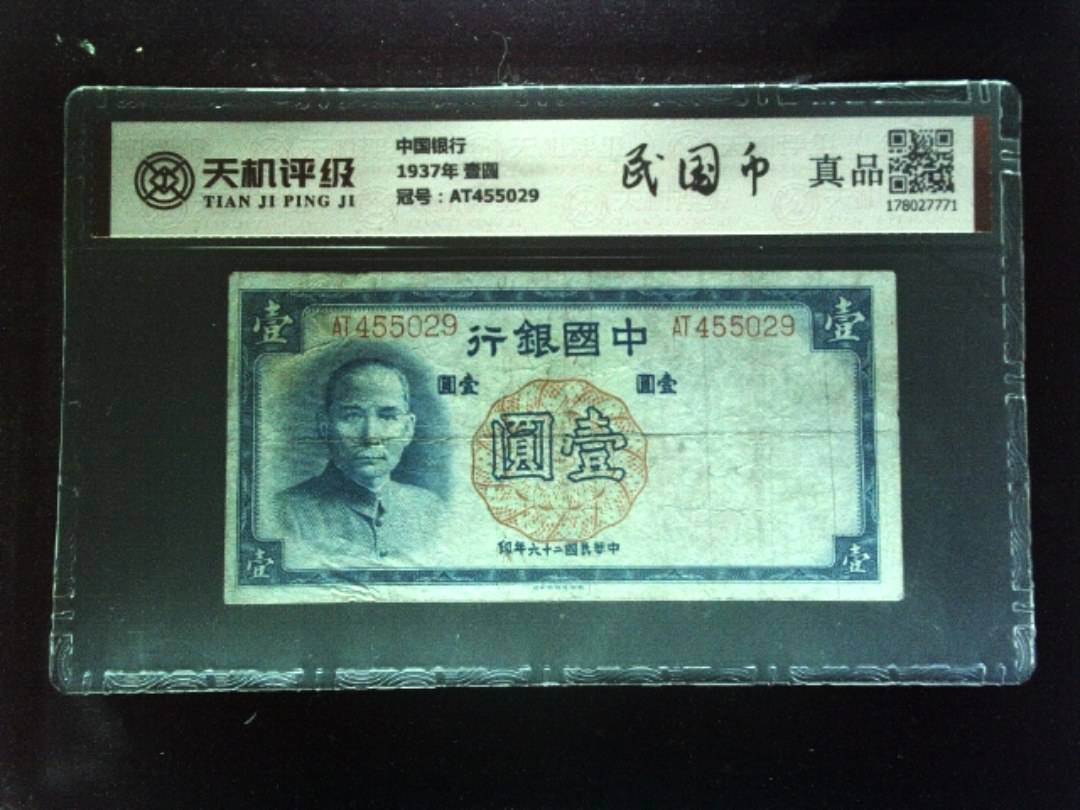 天机评级
TIAN JI PING JI
中国银行
1937年 壹圆
冠号：AT455029
民国币
真品
178027771
壹
壹
AT455029
AT455029
中國銀行
壹圓
壹圓
壹圓
中華民國二十六年印
壹
壹